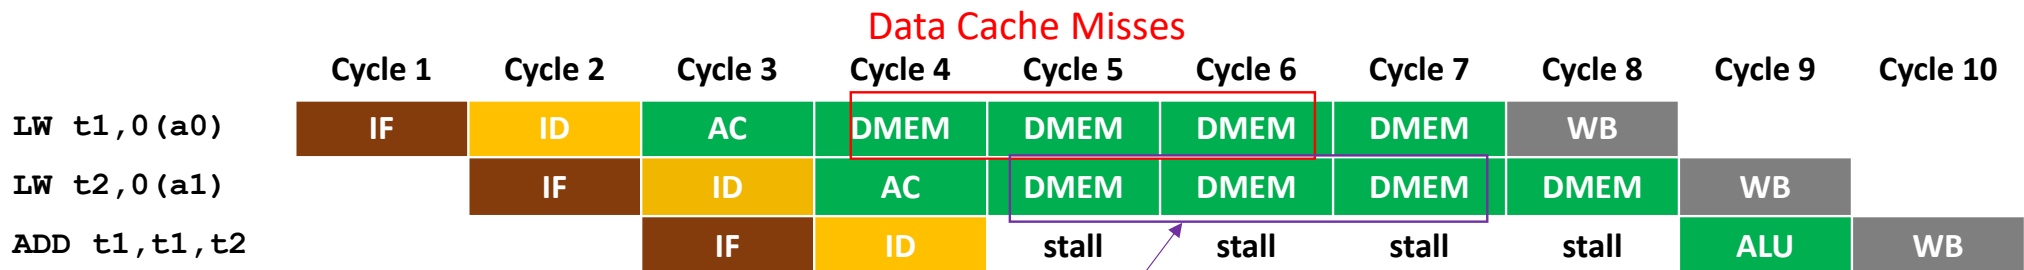 Data Cache Misses
Cycle 1 Cycle 2 Cycle 3 Cycle 4 Cycle 5 Cycle 6 Cycle 7 Cycle 8 Cycle 9 Cycle 10
LW t1,0(a0) IF ID AC DMEM DMEM DMEM DMEM WB
LW t2,0(a1) IF ID AC DMEM DMEM DMEM DMEM WB
ADD t1,t1,t2 IF ID stall stall stall stall ALU WB